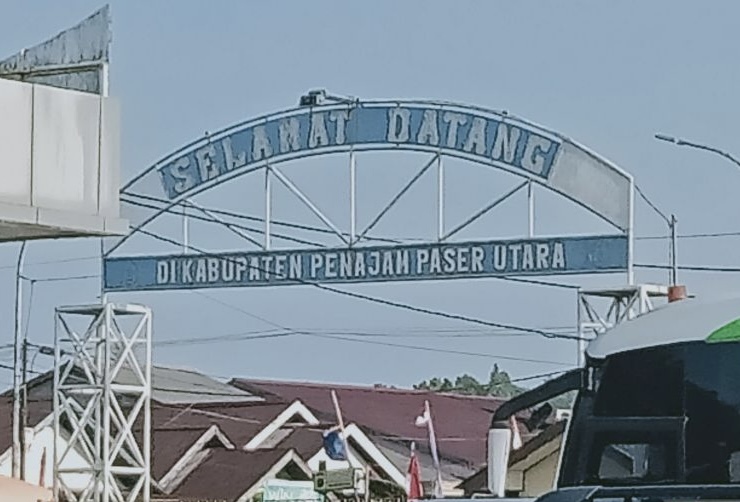 SELAMAT DATANG
DI KABUPATEN PENAJAM PASER UTARA